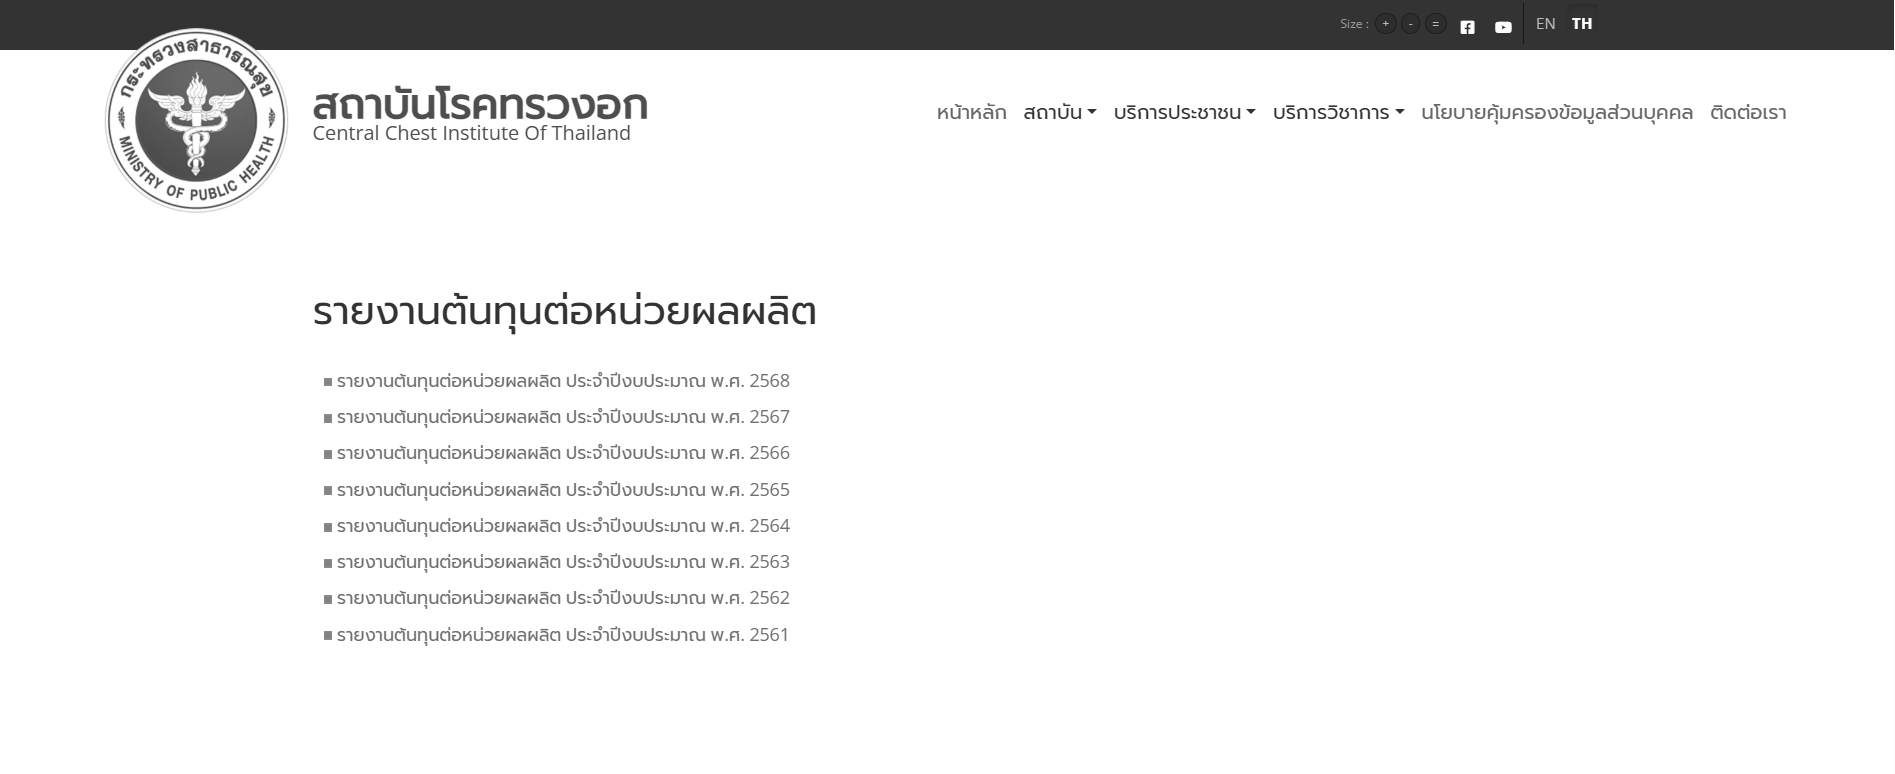 Size : + - = EN TH
กระทรวงสาธารณสุข
MINISTRY OF PUBLIC HEALTH
สถาบันโรคทรวงอก
Central Chest Institute Of Thailand
หน้าหลัก สถาบัน บริการประชาชน บริการวิชาการ นโยบายคุ้มครองข้อมูลส่วนบุคคล ติดต่อเรา
รายงานต้นทุนต่อหน่วยผลผลิต
รายงานต้นทุนต่อหน่วยผลผลิต ประจำปีงบประมาณ พ.ศ. 2568
รายงานต้นทุนต่อหน่วยผลผลิต ประจำปีงบประมาณ พ.ศ. 2567
รายงานต้นทุนต่อหน่วยผลผลิต ประจำปีงบประมาณ พ.ศ. 2566
รายงานต้นทุนต่อหน่วยผลผลิต ประจำปีงบประมาณ พ.ศ. 2565
รายงานต้นทุนต่อหน่วยผลผลิต ประจำปีงบประมาณ พ.ศ. 2564
รายงานต้นทุนต่อหน่วยผลผลิต ประจำปีงบประมาณ พ.ศ. 2563
รายงานต้นทุนต่อหน่วยผลผลิต ประจำปีงบประมาณ พ.ศ. 2562
รายงานต้นทุนต่อหน่วยผลผลิต ประจำปีงบประมาณ พ.ศ. 2561